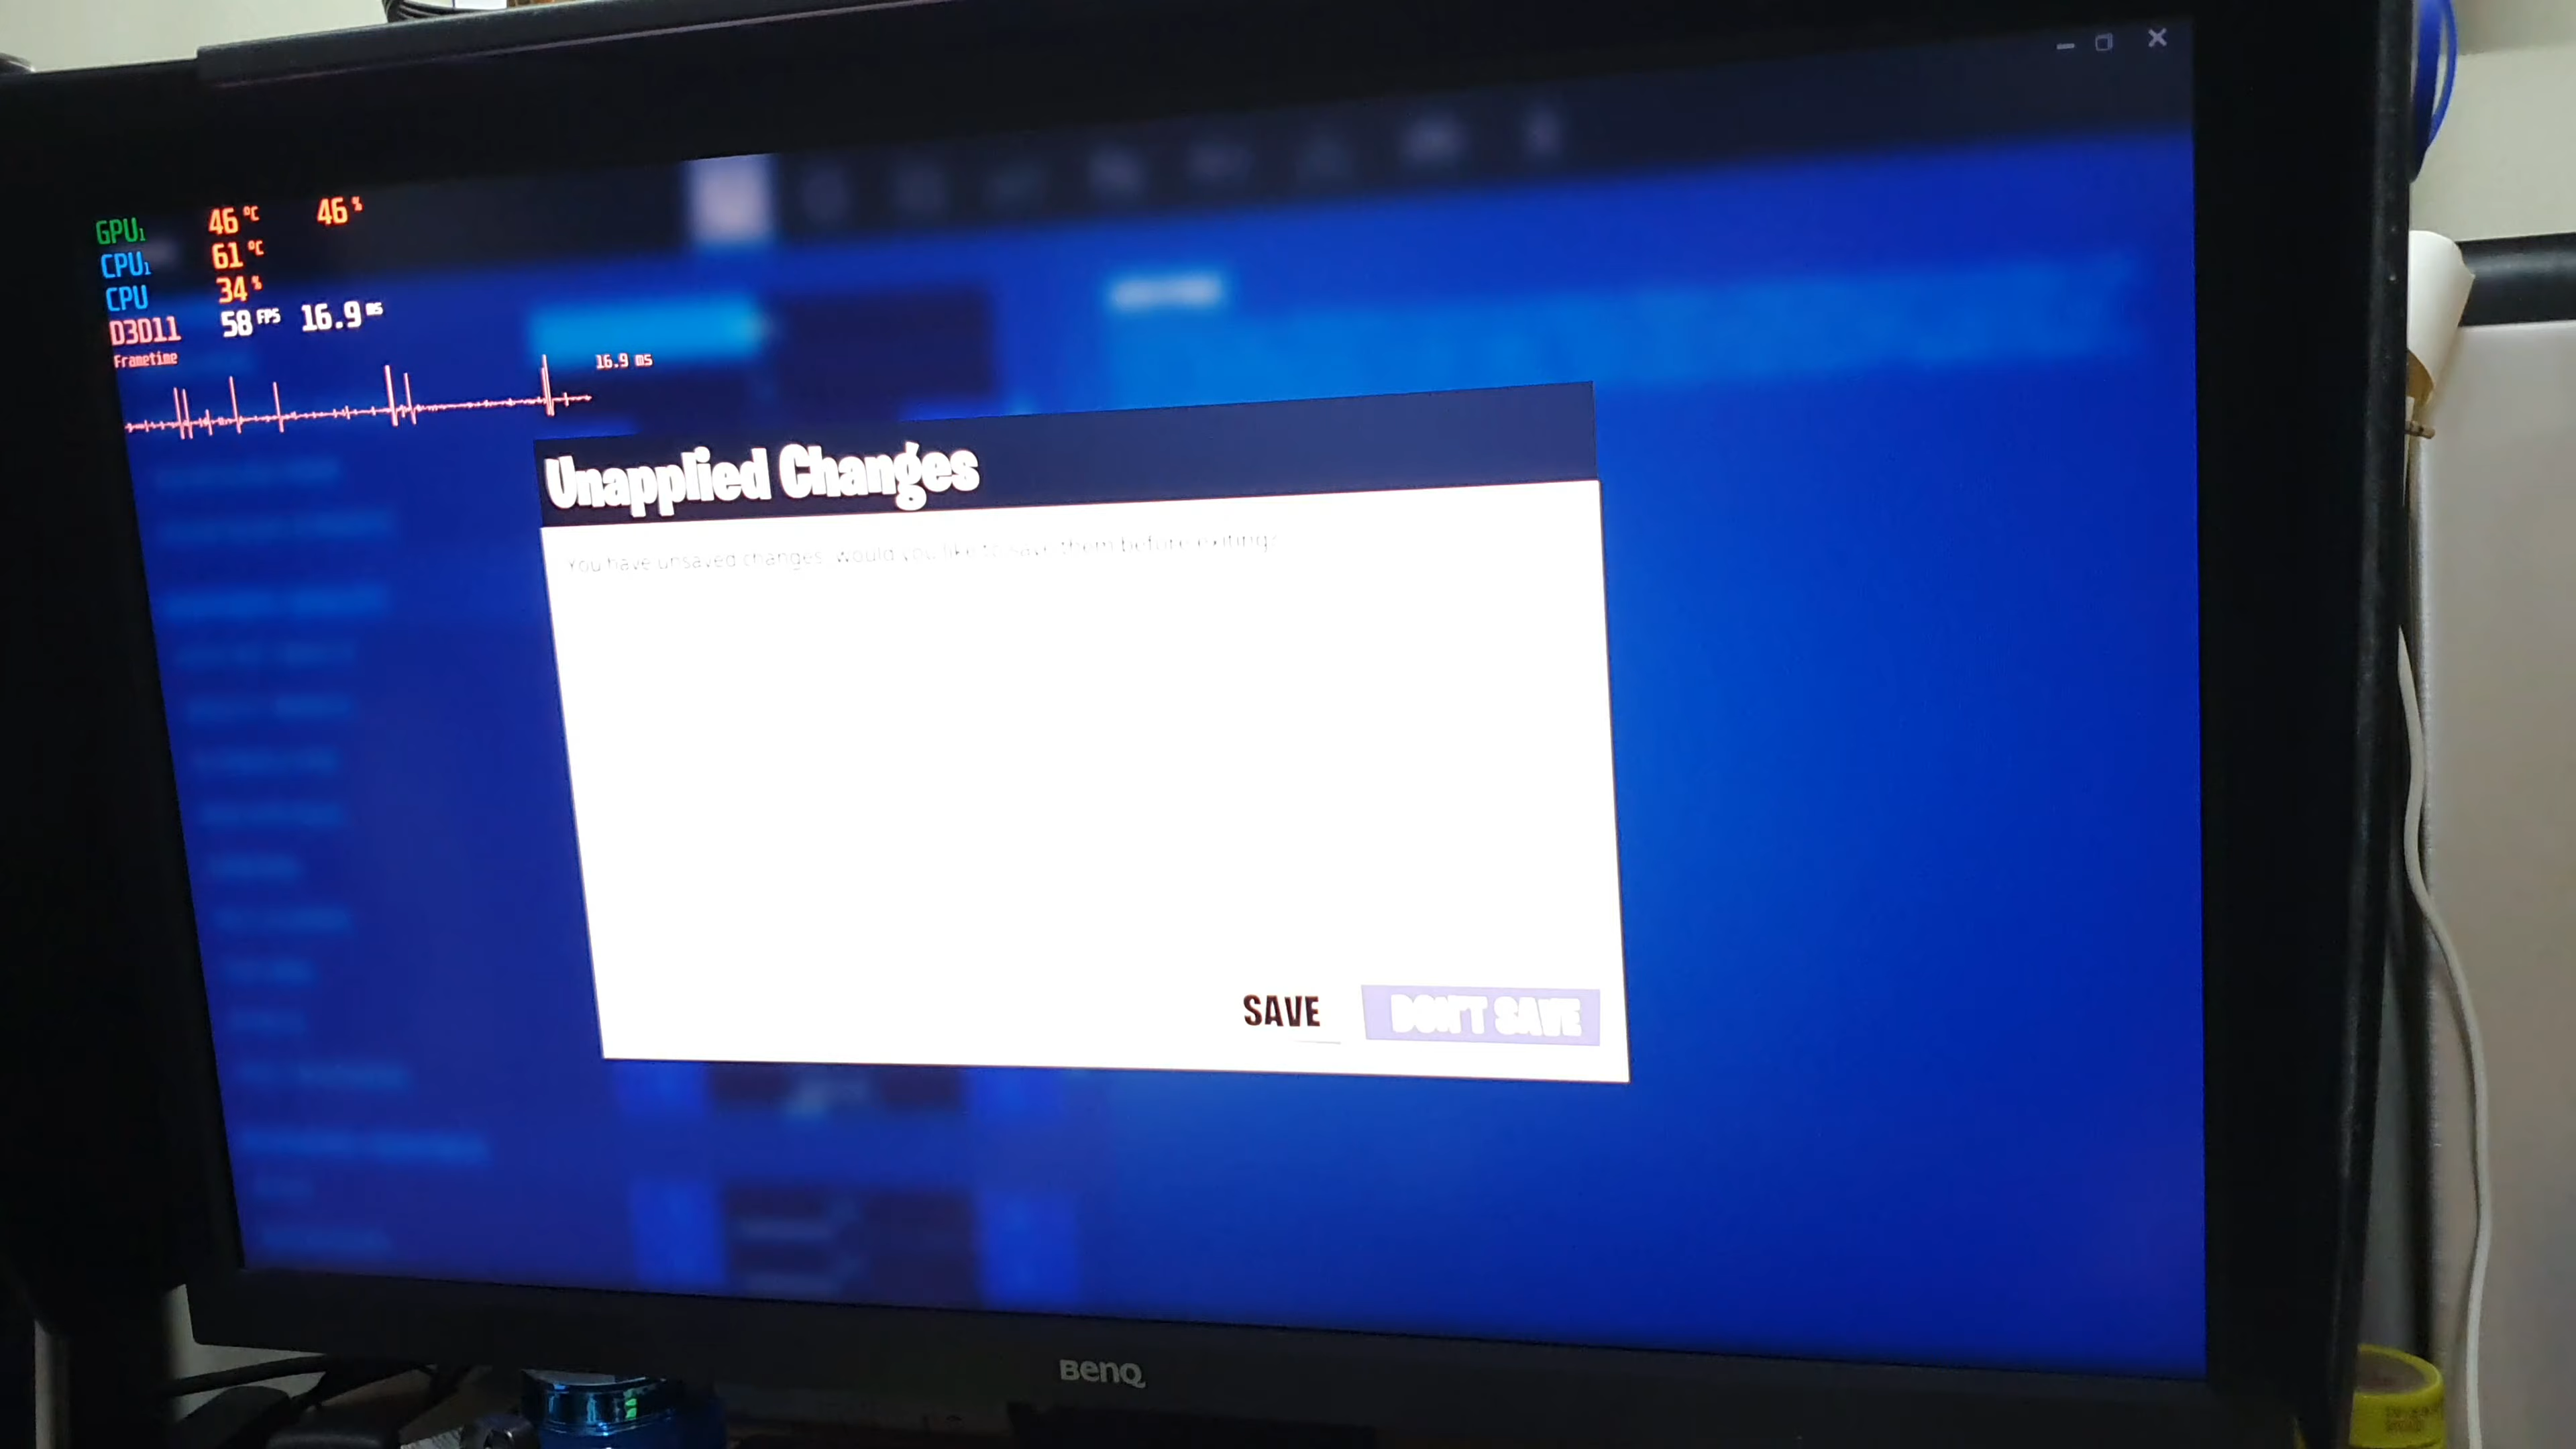 GPU1 46 °C 46 %
CPU1 61 °C
CPU 34 %
D3D11 58 FPS 16.9 ms
Frametime
16.9 ms
Unapplied Changes
You have unsaved changes, would you like to save them before exiting?
SAVE DON'T SAVE
BenQ